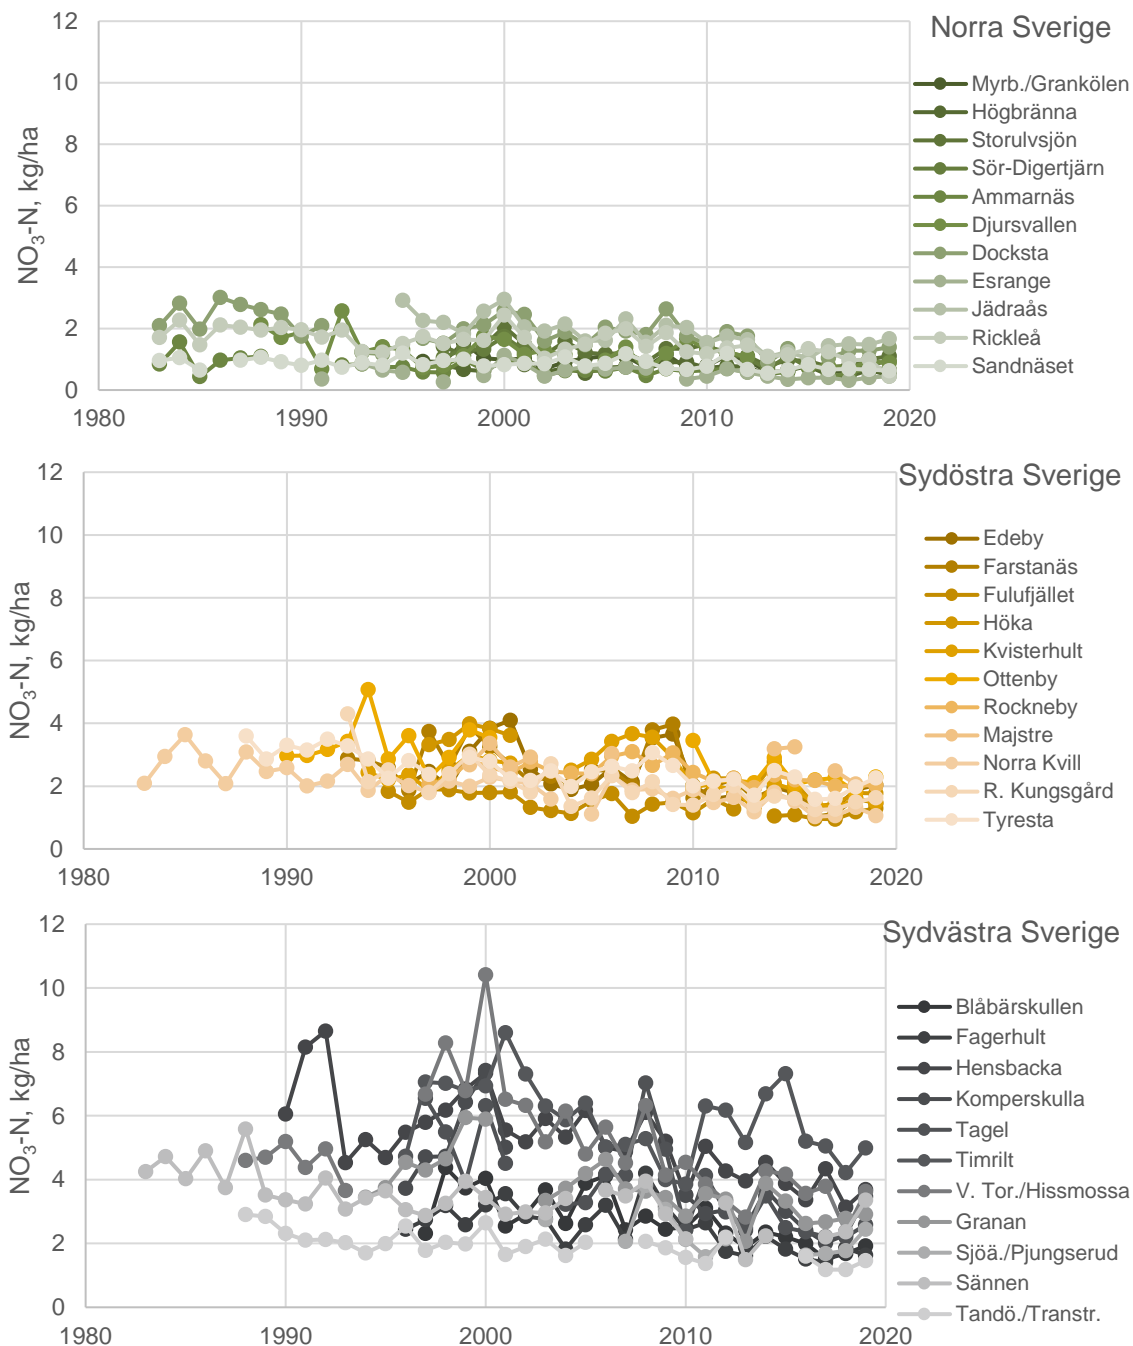 Norra Sverige
12
10
8
6
4
2
0
NO3-N, kg/ha
1980
1990
2000
2010
2020
Myrb./Grankölen
Högbränna
Storulvsjön
Sör-Digertjärn
Ammarnäs
Djursvallen
Docksta
Esrange
Jädraås
Rickleå
Sandnäset
Sydöstra Sverige
12
10
8
6
4
2
0
NO3-N, kg/ha
1980
1990
2000
2010
2020
Edeby
Farstanäs
Fulufjället
Höka
Kvisterhult
Ottenby
Rockneby
Majstre
Norra Kvill
R. Kungsgård
Tyresta
Sydvästra Sverige
12
10
8
6
4
2
0
NO3-N, kg/ha
1980
1990
2000
2010
2020
Blåbärskullen
Fagerhult
Hensbacka
Komperskulla
Tagel
Timrilt
V. Tor./Hissmossa
Granan
Sjöä./Pjungserud
Sännen
Tandö./Transtr.